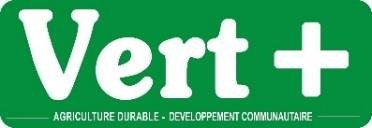 Vert +
AGRICULTURE DURABLE - DEVELOPPEMENT COMMUNAUTAIRE